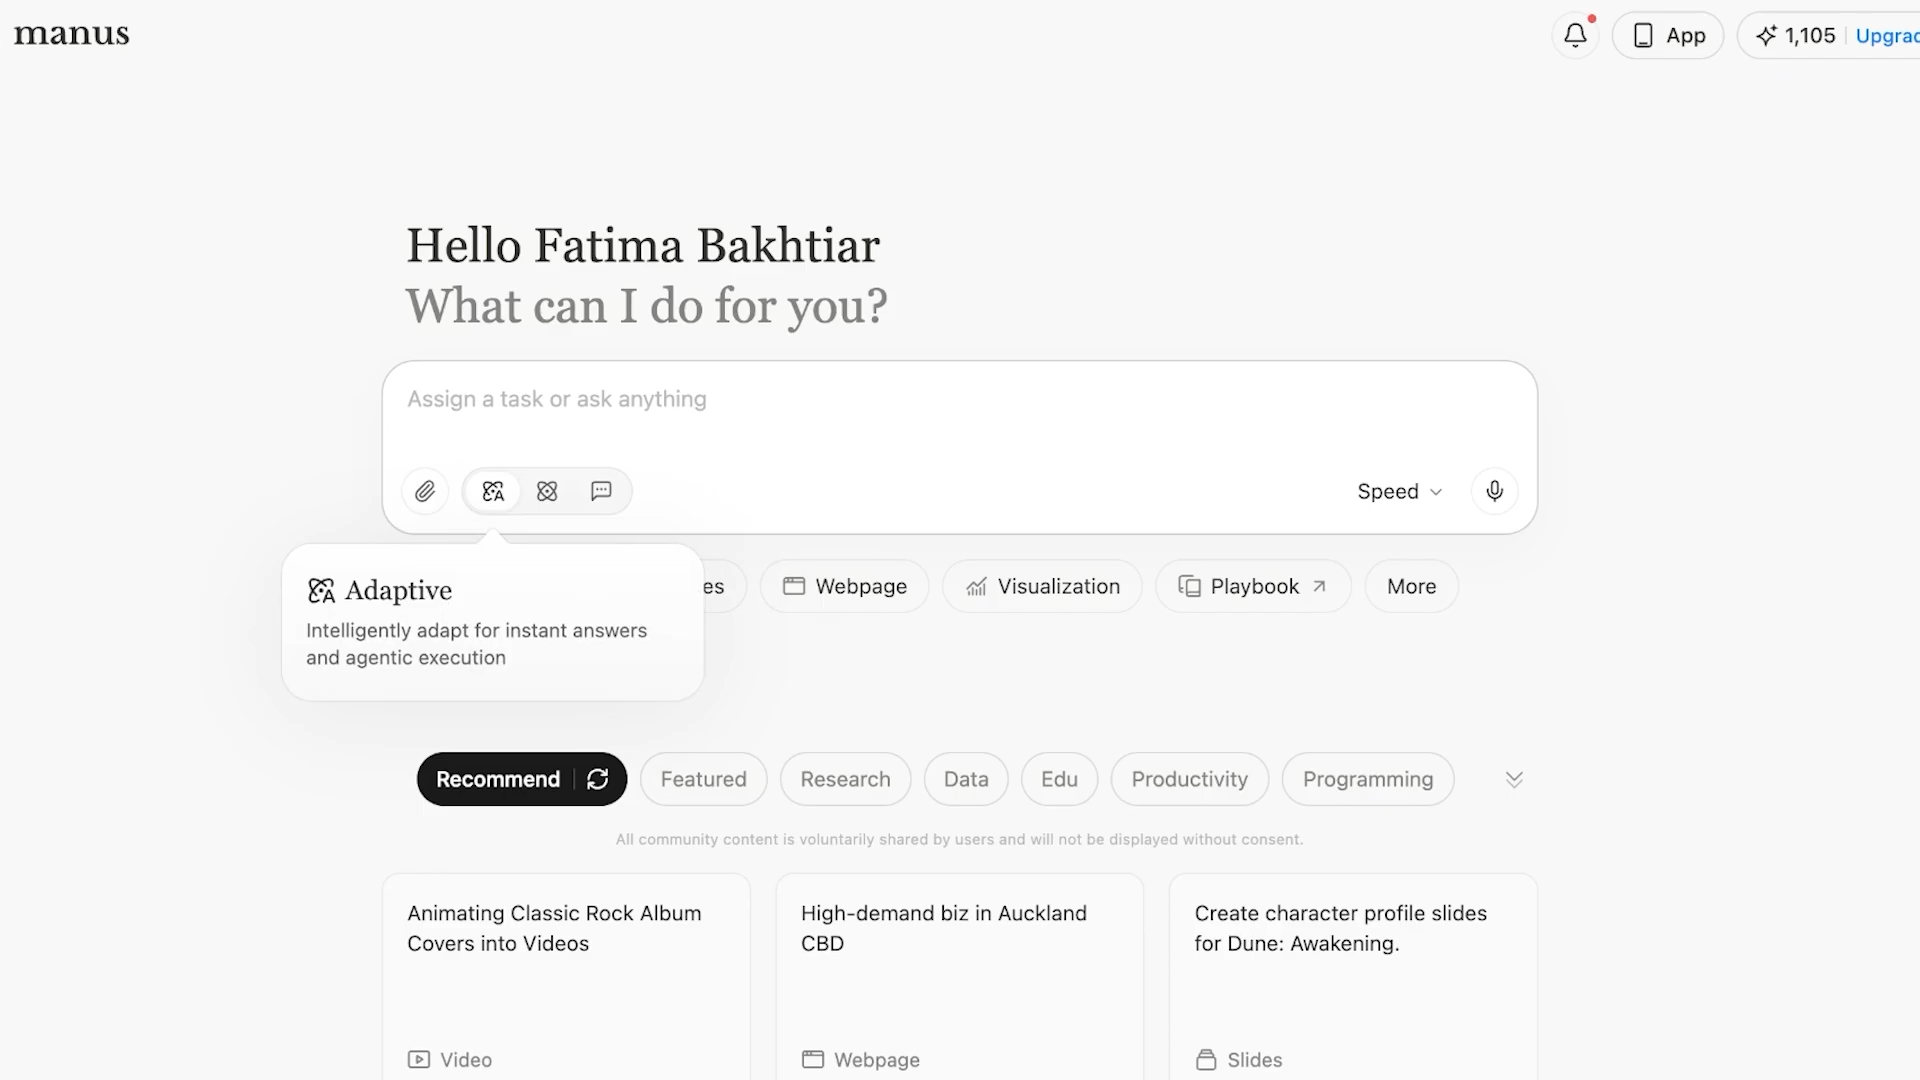 manus
App
1,105
Hello Fatima Bakhtiar
What can I do for you?
Assign a task or ask anything
Speed
Adaptive
Intelligently adapt for instant answers
and agentic execution
Webpage
Visualization
Playbook
More
Recommend
Featured
Research
Data
Edu
Productivity
Programming
All community content is voluntarily shared by users and will not be displayed without consent.
Animating Classic Rock Album
Covers into Videos
Video
High-demand biz in Auckland
CBD
Webpage
Create character profile slides
for Dune: Awakening.
Slides